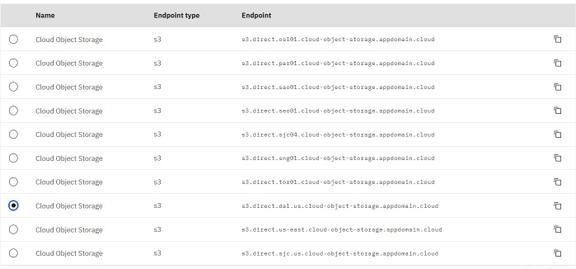 Name Endpoint type Endpoint
Cloud Object Storage s3 s3.direct.osl01.cloud-object-storage.appdomain.cloud
Cloud Object Storage s3 s3.direct.par01.cloud-object-storage.appdomain.cloud
Cloud Object Storage s3 s3.direct.sao01.cloud-object-storage.appdomain.cloud
Cloud Object Storage s3 s3.direct.seo01.cloud-object-storage.appdomain.cloud
Cloud Object Storage s3 s3.direct.sjc04.cloud-object-storage.appdomain.cloud
Cloud Object Storage s3 s3.direct.sng01.cloud-object-storage.appdomain.cloud
Cloud Object Storage s3 s3.direct.tor01.cloud-object-storage.appdomain.cloud
Cloud Object Storage s3 s3.direct.dal.us.cloud-object-storage.appdomain.cloud
Cloud Object Storage s3 s3.direct.us-east.cloud-object-storage.appdomain.cloud
Cloud Object Storage s3 s3.direct.sjc.us.cloud-object-storage.appdomain.cloud